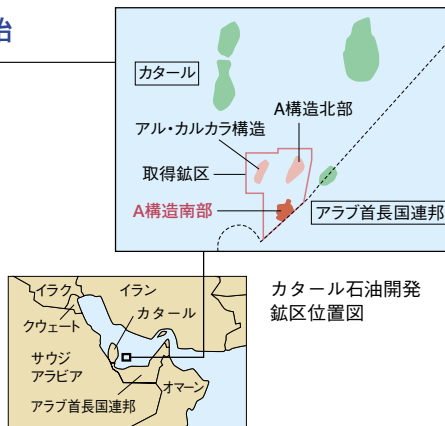 治
カタール
A構造北部
アル・カルカラ構造
取得鉱区
A構造南部
アラブ首長国連邦
カタール石油開発
鉱区位置図
イラク
イラン
クウェート
カタール
サウジ
アラビア
オマーン
アラブ首長国連邦